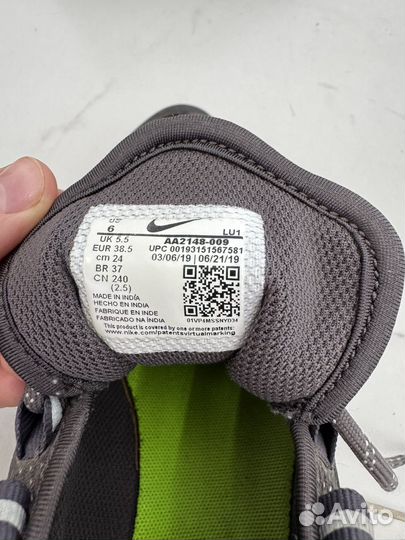 US
6
UK 5.5
EUR 38.5
cm 24
BR 37
CN 240
(2.5)
LU1
AA2148-009
UPC 00193151567581
03/06/19 | 06/21/19
MADE IN INDIA
HECHO EN INDIA
FABRIQUE EN INDE
FABRICADO NA ÍNDIA
01VP4MSSNYD34
This product is covered by one or more patents:
www.nike.com/patentsvirtualmarking
Avito